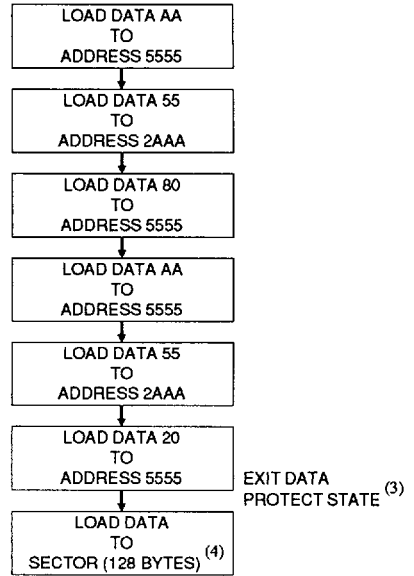 LOAD DATA AA
TO
ADDRESS 5555
LOAD DATA 55
TO
ADDRESS 2AAA
LOAD DATA 80
TO
ADDRESS 5555
LOAD DATA AA
TO
ADDRESS 5555
LOAD DATA 55
TO
ADDRESS 2AAA
LOAD DATA 20
TO
ADDRESS 5555
EXIT DATA
PROTECT STATE (3)
LOAD DATA
TO
SECTOR (128 BYTES) (4)